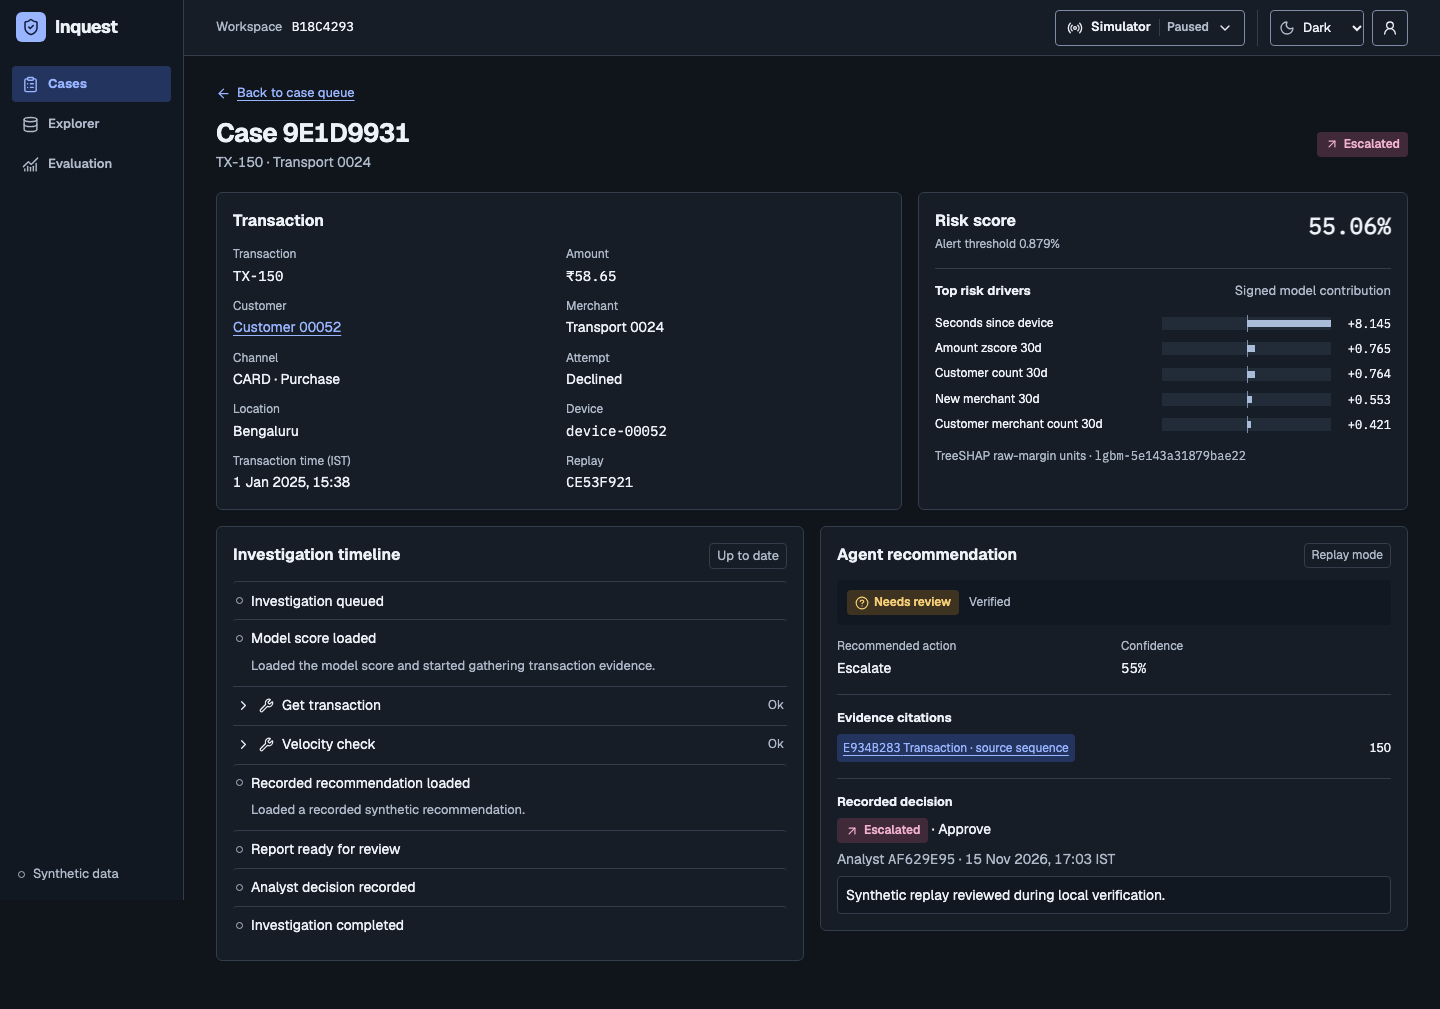 Inquest
Workspace B18C4293
Simulator Paused
Dark
Cases
Explorer
Evaluation
Synthetic data
Back to case queue
Case 9E1D9931
TX-150 · Transport 0024
Escalated
Transaction
Transaction
TX-150
Amount
₹58.65
Customer
Customer 00052
Merchant
Transport 0024
Channel
CARD · Purchase
Attempt
Declined
Location
Bengaluru
Device
device-00052
Transaction time (IST)
1 Jan 2025, 15:38
Replay
CE53F921
Risk score
55.06%
Alert threshold 0.879%
Top risk drivers
Signed model contribution
Seconds since device +8.145
Amount zscore 30d +0.765
Customer count 30d +0.764
New merchant 30d +0.553
Customer merchant count 30d +0.421
TreeSHAP raw-margin units · lgbm-5e143a31879bae22
Investigation timeline
Up to date
Investigation queued
Model score loaded
Loaded the model score and started gathering transaction evidence.
Get transaction Ok
Velocity check Ok
Recorded recommendation loaded
Loaded a recorded synthetic recommendation.
Report ready for review
Analyst decision recorded
Investigation completed
Agent recommendation
Replay mode
Needs review Verified
Recommended action
Escalate
Confidence
55%
Evidence citations
E934B283 Transaction · source sequence 150
Recorded decision
Escalated · Approve
Analyst AF629E95 · 15 Nov 2026, 17:03 IST
Synthetic replay reviewed during local verification.